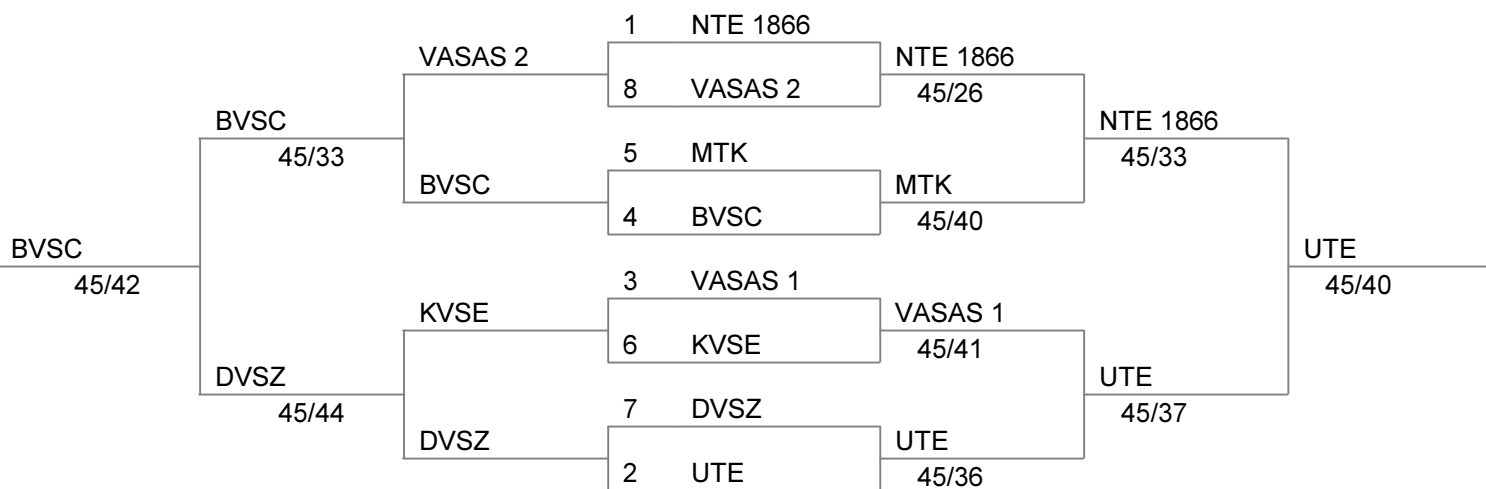 1 NTE 1866
VASAS 2 NTE 1866
8 VASAS 2 45/26
BVSC NTE 1866
45/33 5 MTK 45/33
BVSC MTK
4 BVSC 45/40
BVSC UTE
45/42 3 VASAS 1 45/40
KVSE VASAS 1
6 KVSE 45/41
DVSZ UTE
45/44 7 DVSZ 45/37
DVSZ UTE
2 UTE 45/36